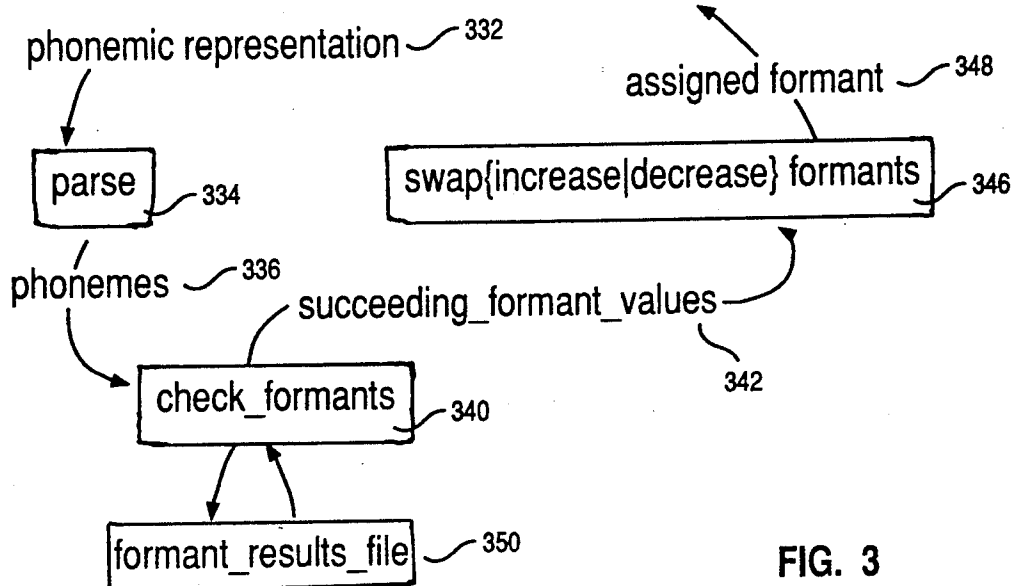 phonemic representation 332
assigned formant 348
parse 334
swap{increase|decrease} formants 346
phonemes 336
succeeding_formant_values
342
check_formants 340
formant_results_file 350
FIG. 3